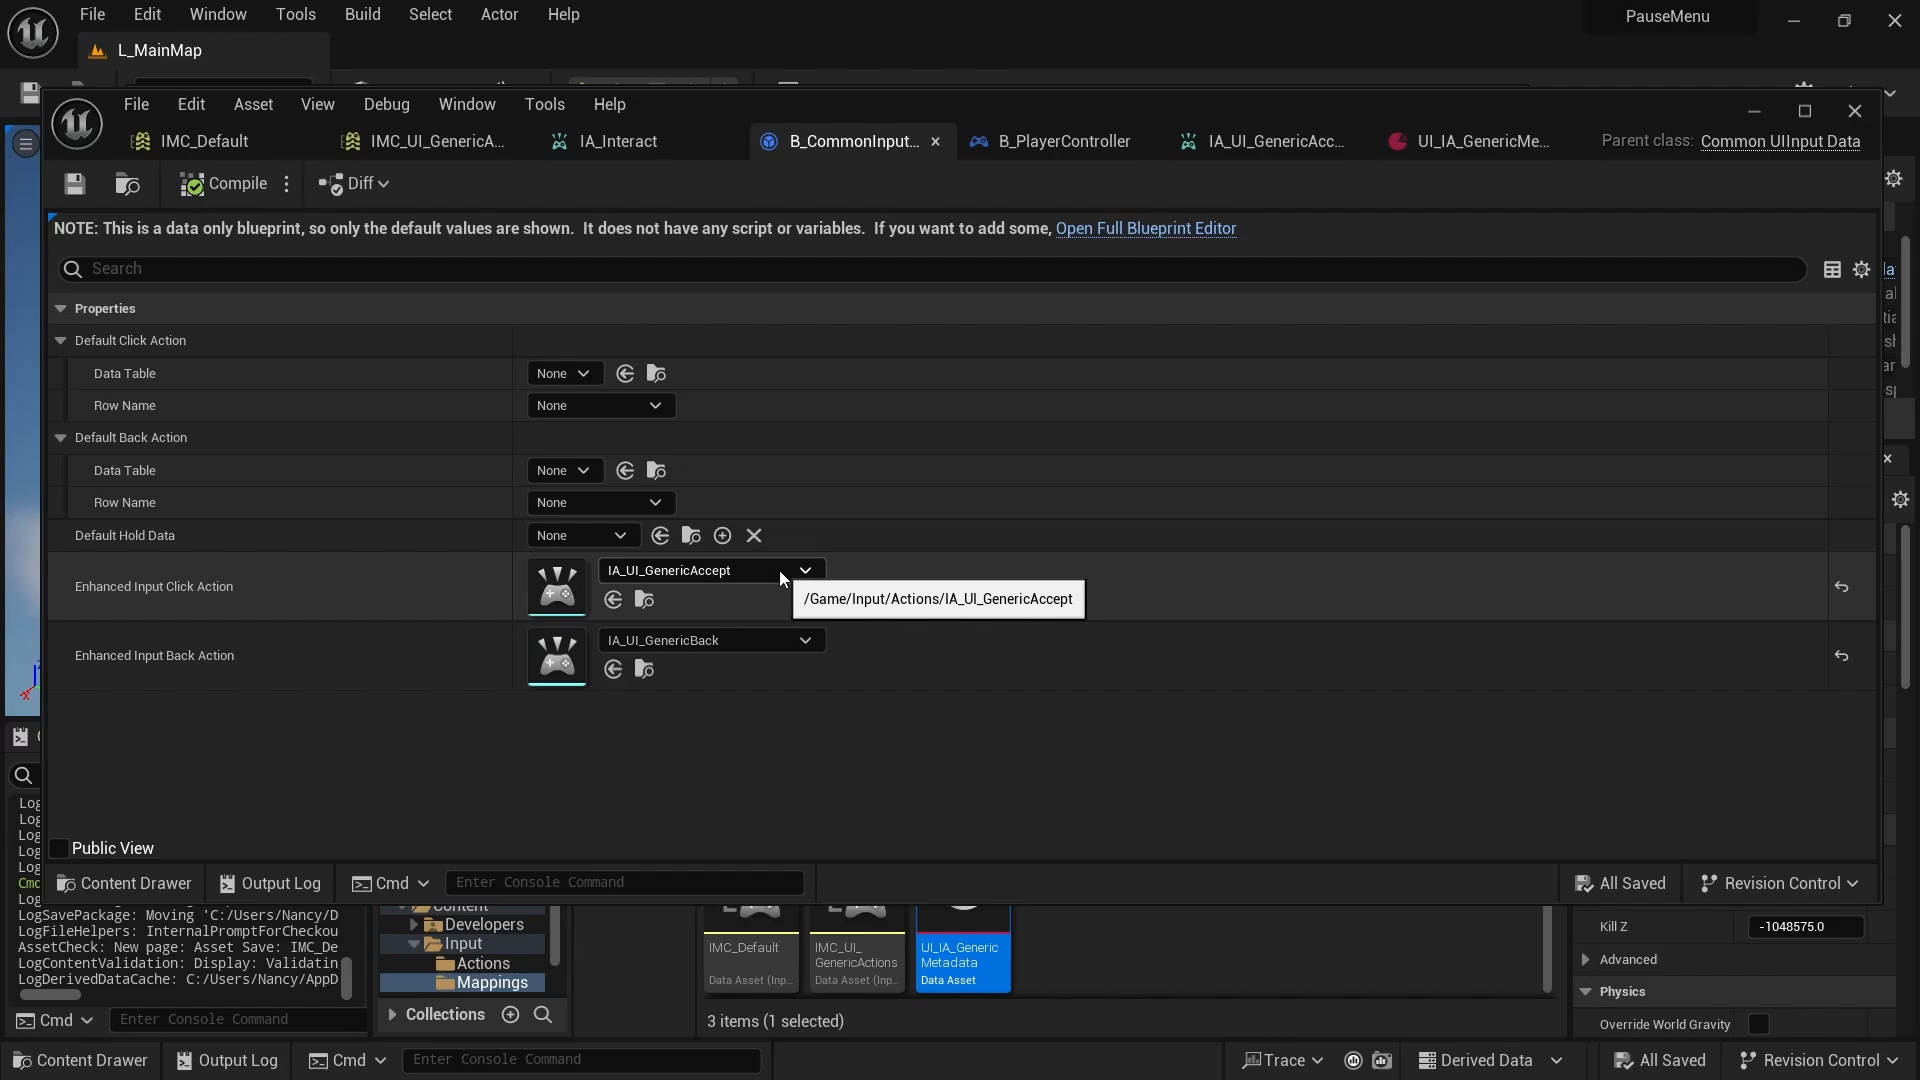 File Edit Window Tools Build Select Actor Help
PauseMenu
L_MainMap
File Edit Asset View Debug Window Tools Help
IMC_Default
IMC_UI_GenericA...
IA_Interact
B_CommonInput...
B_PlayerController
IA_UI_GenericAcc...
UI_IA_GenericMe...
Parent class: Common UIInput Data
Compile
Diff
NOTE: This is a data only blueprint, so only the default values are shown. It does not have any script or variables. If you want to add some, Open Full Blueprint Editor
Search
Properties
Default Click Action
Data Table None
Row Name None
Default Back Action
Data Table None
Row Name None
Default Hold Data None
Enhanced Input Click Action IA_UI_GenericAccept
/Game/Input/Actions/IA_UI_GenericAccept
Enhanced Input Back Action IA_UI_GenericBack
Public View
Content Drawer Output Log Cmd Enter Console Command All Saved Revision Control
LogSavePackage: Moving 'C:/Users/Nancy/D
LogFileHelpers: InternalPromptForCheckou
AssetCheck: New page: Asset Save: IMC_De
LogContentValidation: Display: Validatin
LogDerivedDataCache: C:/Users/Nancy/AppD
Cmd Enter Console Command
Content
Developers
Input
Actions
Mappings
Collections
IMC_Default
Data Asset (Inp...
IMC_UI_
GenericActions
Data Asset (Inp...
UI_IA_Generic
Metadata
Data Asset
3 items (1 selected)
Kill Z -1048575.0
Advanced
Physics
Override World Gravity
Content Drawer Output Log Cmd Enter Console Command Trace Derived Data All Saved Revision Control